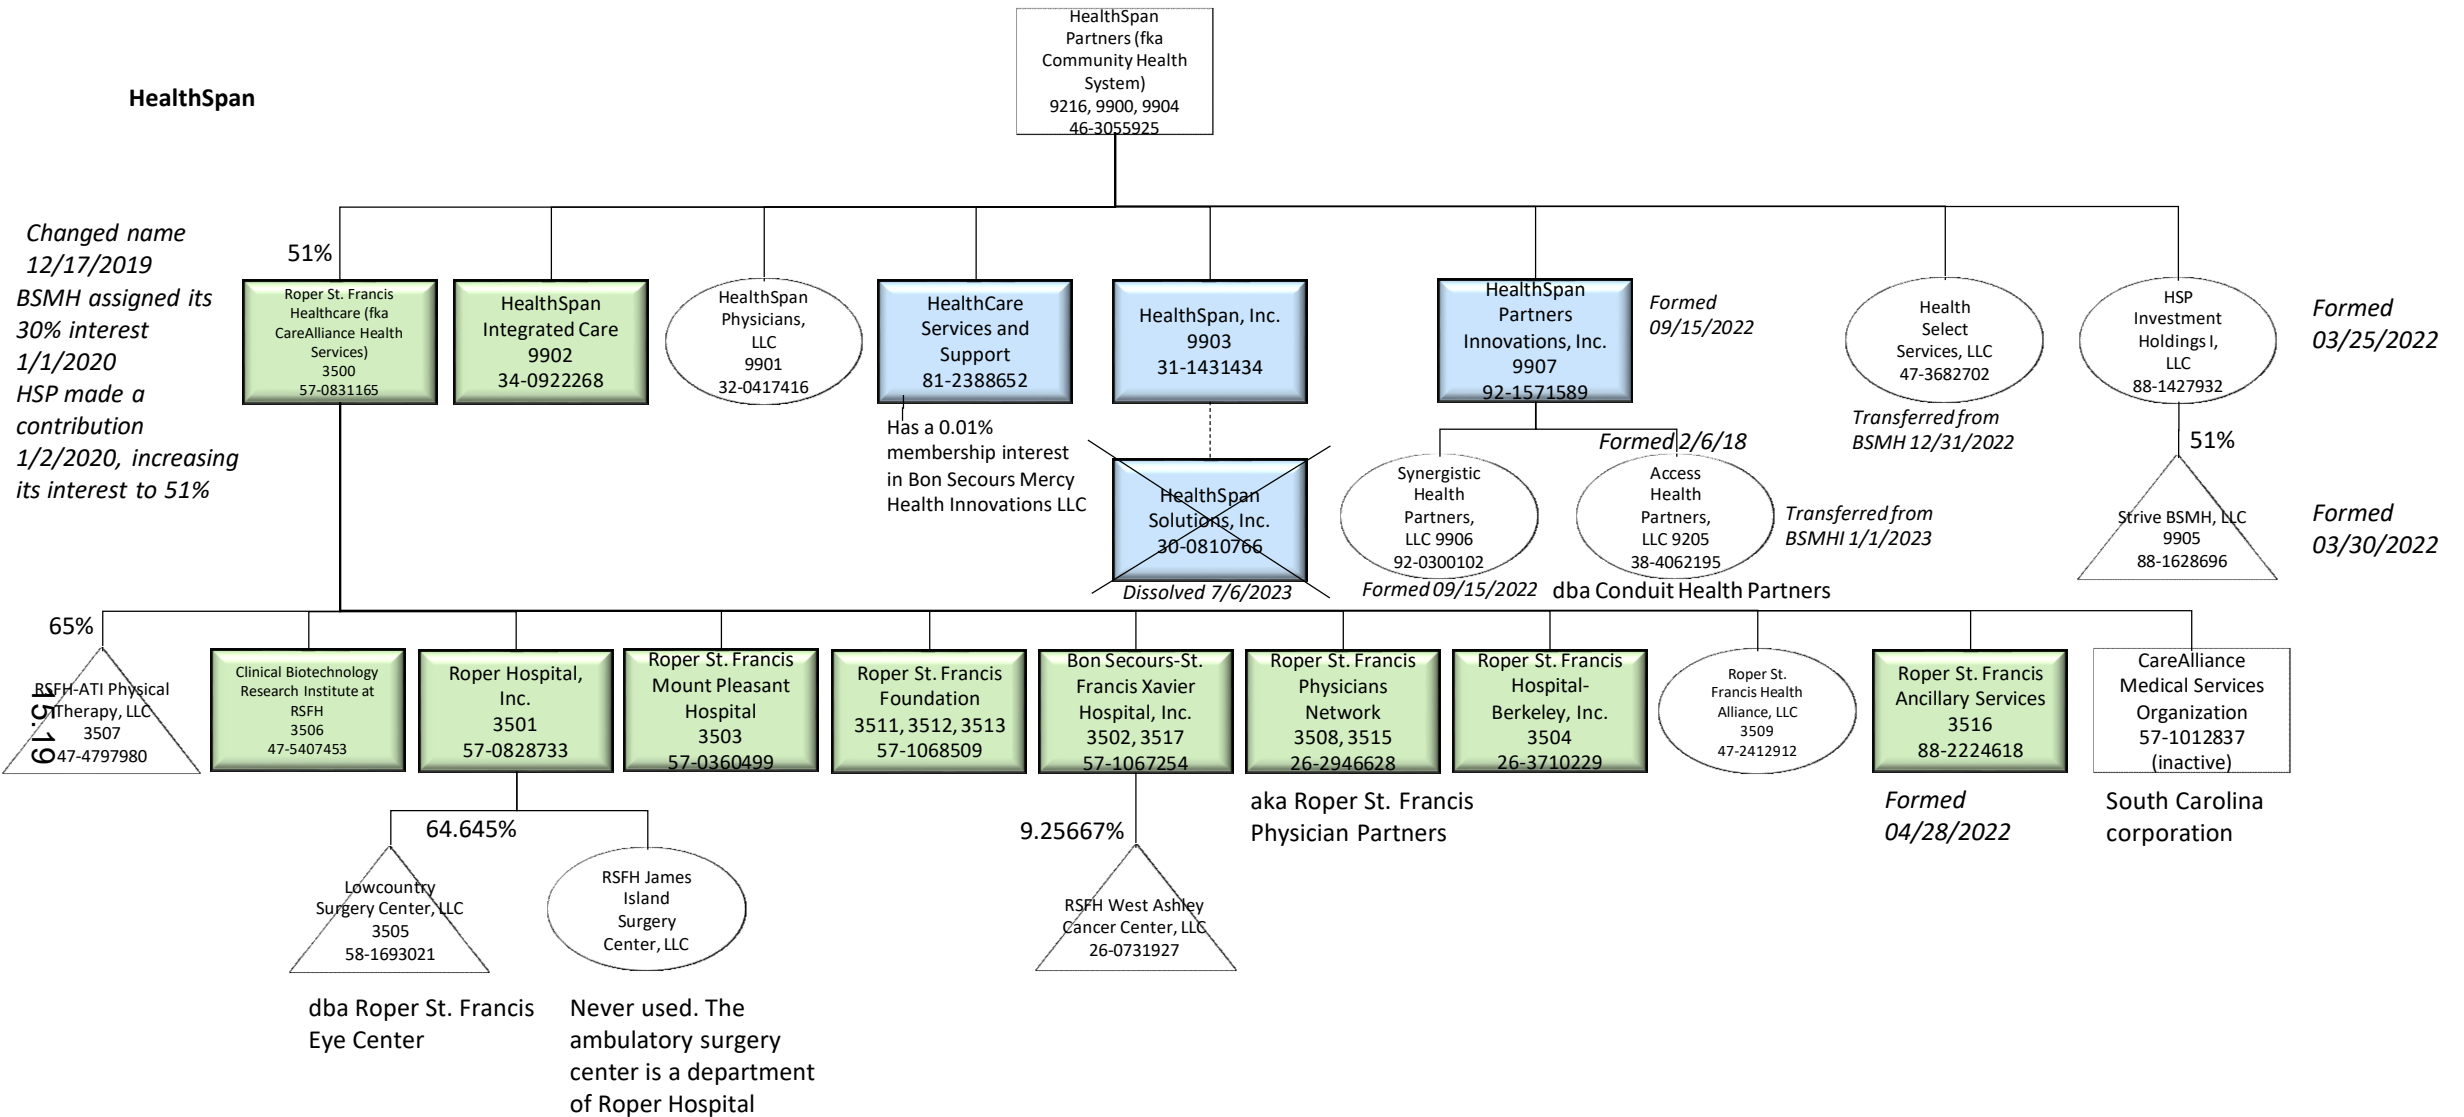 HealthSpan
Partners (fka
Community Health
System)
9216, 9900, 9904
46-3055925
HealthSpan
Changed name
12/17/2019
BSMH assigned its
30% interest
1/1/2020
HSP made a
contribution
1/2/2020, increasing
its interest to 51%
51%
Roper St. Francis
Healthcare (fka
CareAlliance Health
Services)
3500
57-0831165
HealthSpan
Integrated Care
9902
34-0922268
HealthSpan
Physicians,
LLC
9901
32-0417416
HealthCare
Services and
Support
81-2388652
Has a 0.01%
membership interest
in Bon Secours Mercy
Health Innovations LLC
HealthSpan, Inc.
9903
31-1431434
HealthSpan
Solutions, Inc.
30-0810766
Dissolved 7/6/2023
HealthSpan
Partners
Innovations, Inc.
9907
92-1571589
Formed
09/15/2022
Synergistic
Health
Partners,
LLC 9906
92-0300102
Formed 09/15/2022
Formed 2/6/18
Access
Health
Partners,
LLC 9205
38-4062195
Transferred from
BSMHI 1/1/2023
dba Conduit Health Partners
Health
Select
Services, LLC
47-3682702
Transferred from
BSMH 12/31/2022
HSP
Investment
Holdings I,
LLC
88-1427932
Formed
03/25/2022
51%
Strive BSMH, LLC
9905
88-1628696
Formed
03/30/2022
65%
RSFH-ATI Physical
Therapy, LLC
3507
47-4797980
15.19
Clinical Biotechnology
Research Institute at
RSFH
3506
47-5407453
Roper Hospital,
Inc.
3501
57-0828733
Roper St. Francis
Mount Pleasant
Hospital
3503
57-0360499
Roper St. Francis
Foundation
3511, 3512, 3513
57-1068509
Bon Secours-St.
Francis Xavier
Hospital, Inc.
3502, 3517
57-1067254
Roper St. Francis
Physicians
Network
3508, 3515
26-2946628
aka Roper St. Francis
Physician Partners
Roper St. Francis
Hospital-
Berkeley, Inc.
3504
26-3710229
Roper St.
Francis Health
Alliance, LLC
3509
47-2412912
Roper St. Francis
Ancillary Services
3516
88-2224618
Formed
04/28/2022
CareAlliance
Medical Services
Organization
57-1012837
(inactive)
South Carolina
corporation
64.645%
Lowcountry
Surgery Center, LLC
3505
58-1693021
dba Roper St. Francis
Eye Center
RSFH James
Island
Surgery
Center, LLC
Never used. The
ambulatory surgery
center is a department
of Roper Hospital
9.25667%
RSFH West Ashley
Cancer Center, LLC
26-0731927